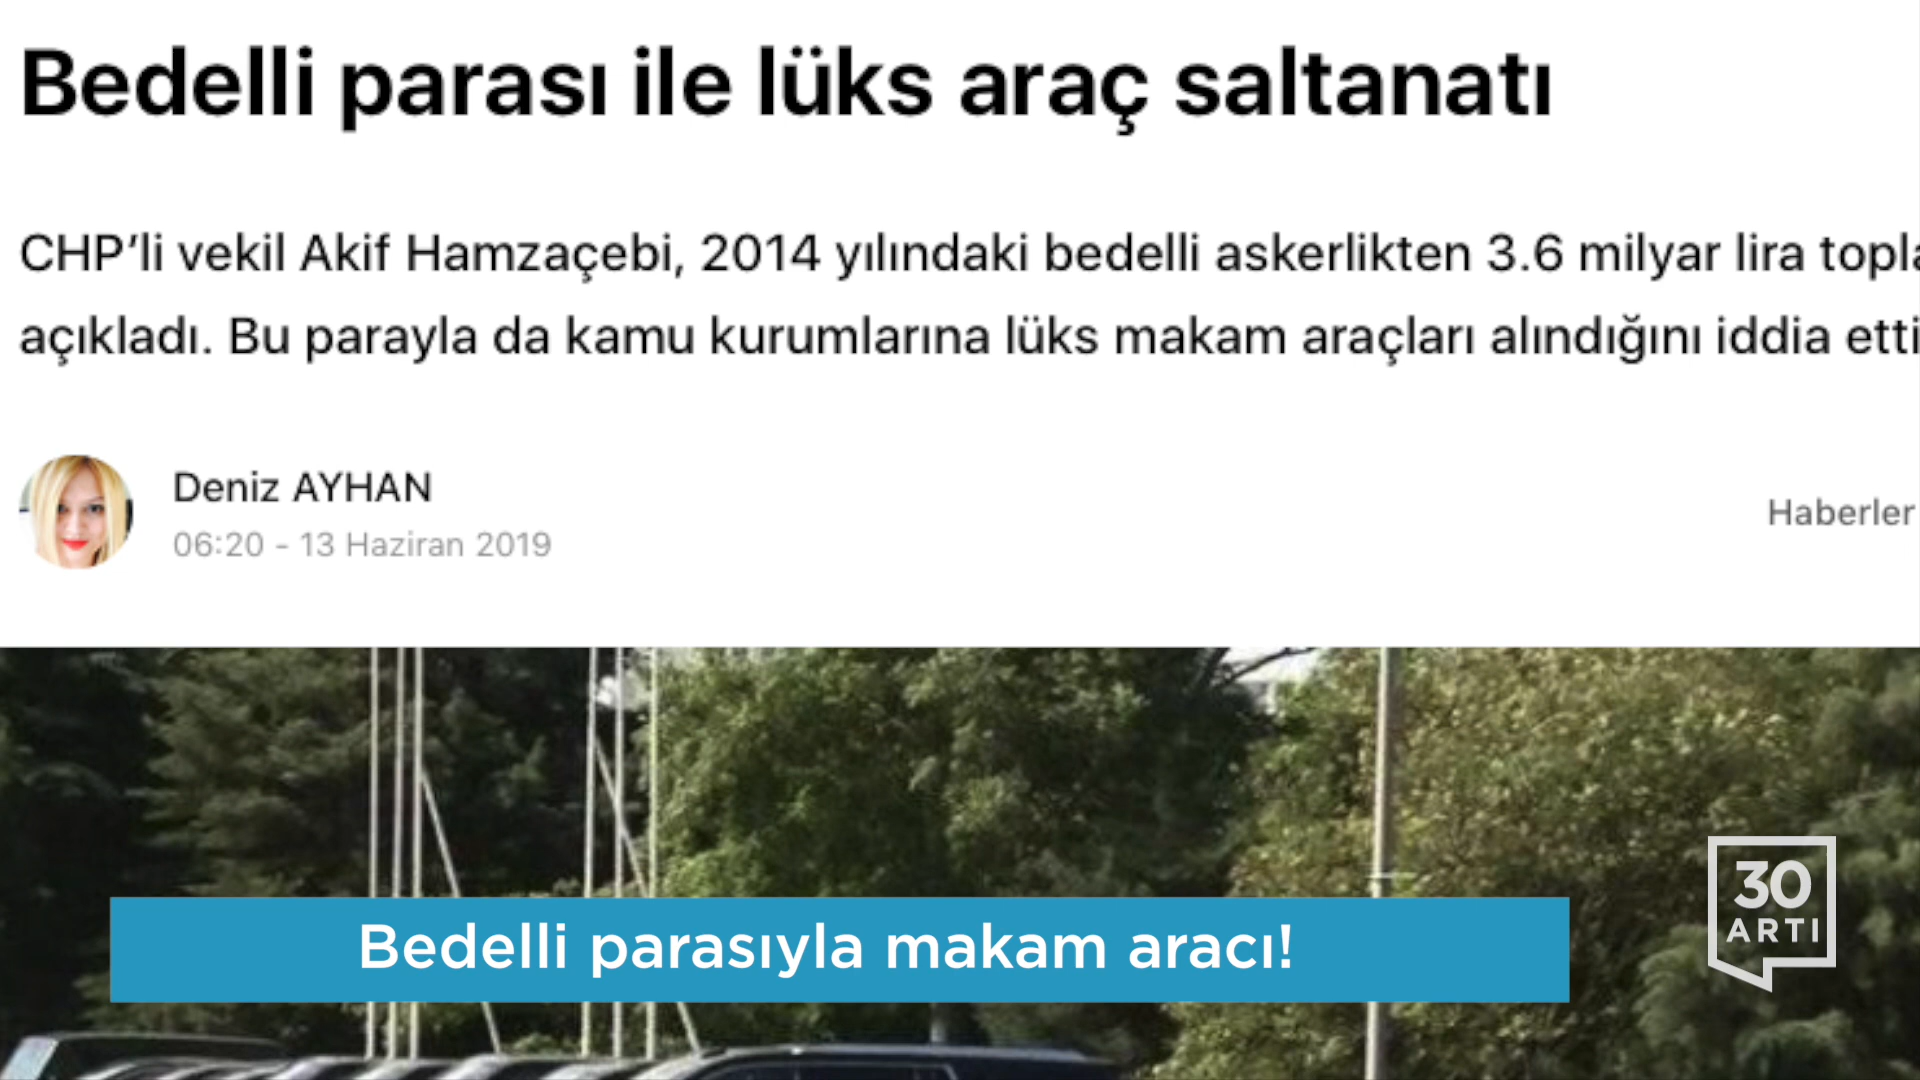 Bedelli parası ile lüks araç saltanatı
CHP’li vekil Akif Hamzaçebi, 2014 yılındaki bedelli askerlikten 3.6 milyar lira
açıkladı. Bu parayla da kamu kurumlarına lüks makam araçları alındığını iddia etti
Deniz AYHAN
06:20 - 13 Haziran 2019
Haberler
30
ARTI
Bedelli parasıyla makam aracı!